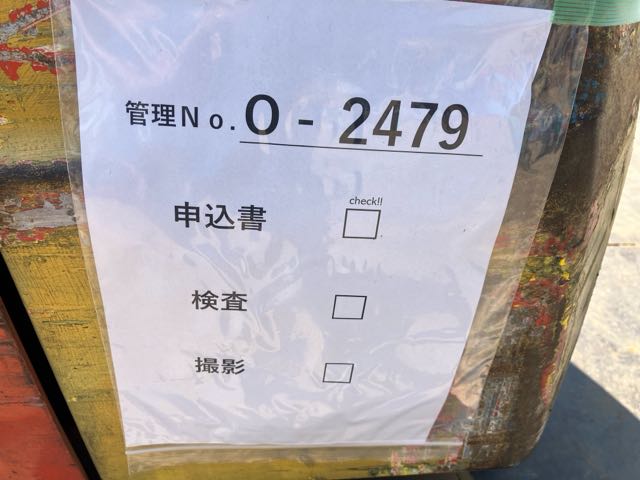 管理No. O - 2479
check!!
申込書 □
検査 □
撮影 □